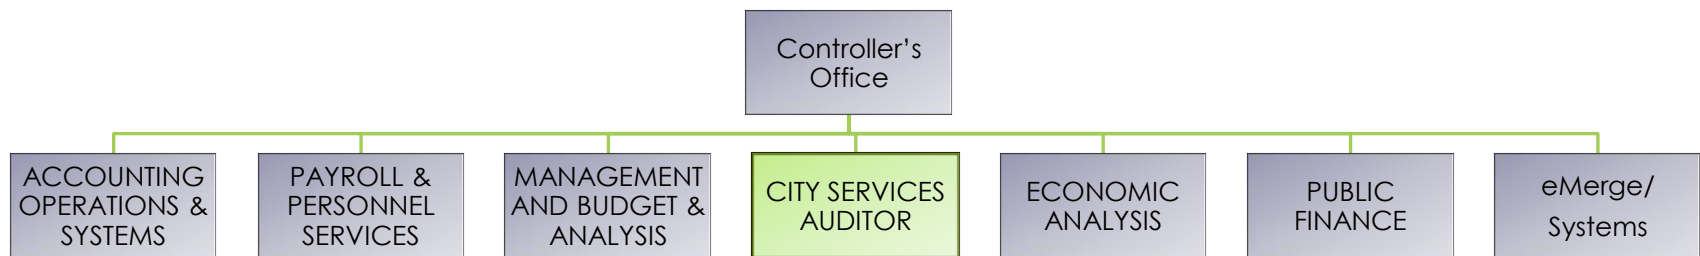 Controller’s
Office
ACCOUNTING
OPERATIONS &
SYSTEMS
PAYROLL &
PERSONNEL
SERVICES
MANAGEMENT
AND BUDGET &
ANALYSIS
CITY SERVICES
AUDITOR
ECONOMIC
ANALYSIS
PUBLIC
FINANCE
eMerge/
Systems